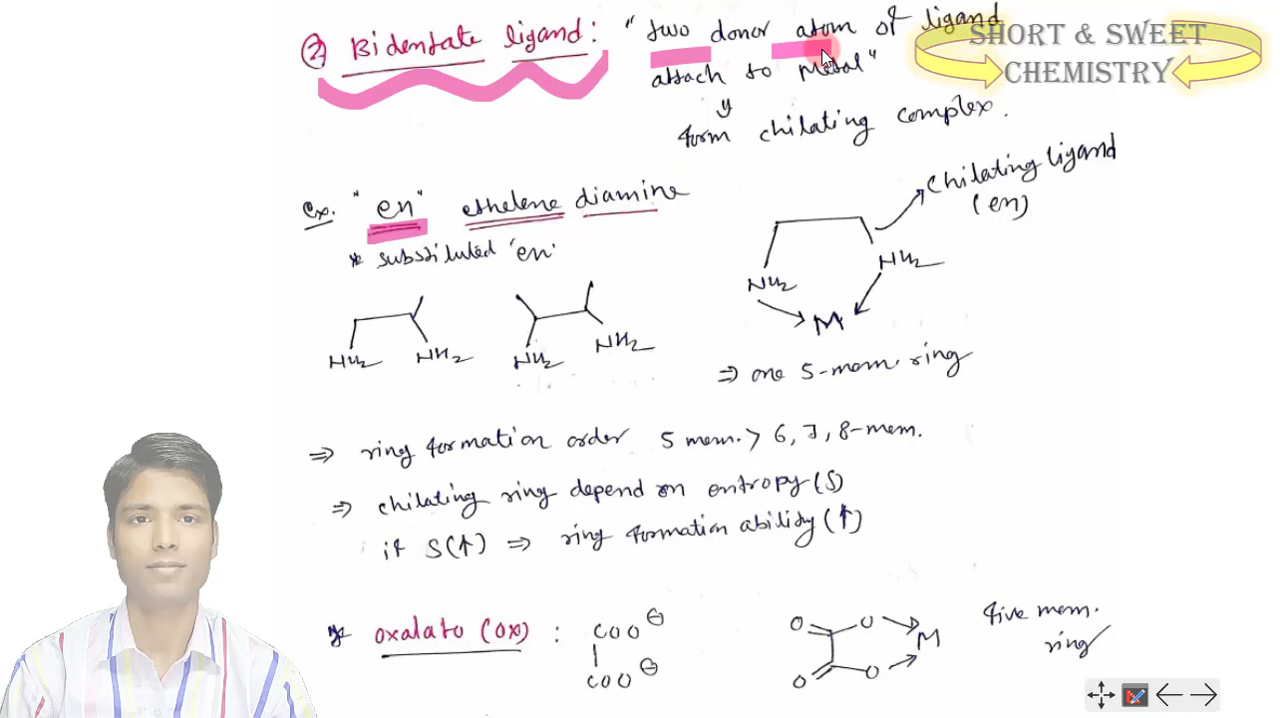 ② Bidentate ligand : " two donor atom of ligand
attach to Metal"
form chilating complex.
SHORT & SWEET
CHEMISTRY
ex. "en" ethelene diamine
* substituted 'en'
NH₂ NH₂
NH₂ NH₂
Chilating ligand
(en)
NH₂ NH₂
M
⇒ one 5-mem. ring
⇒ ring formation order 5 mem. > 6, 7, 8-mem.
⇒ chilating ring depend on entropy (S)
if S(↑) ⇒ ring formation ability (↑)
* oxalato (ox) : COO⊖
COO⊖
O O
M
O O
five mem.
ring